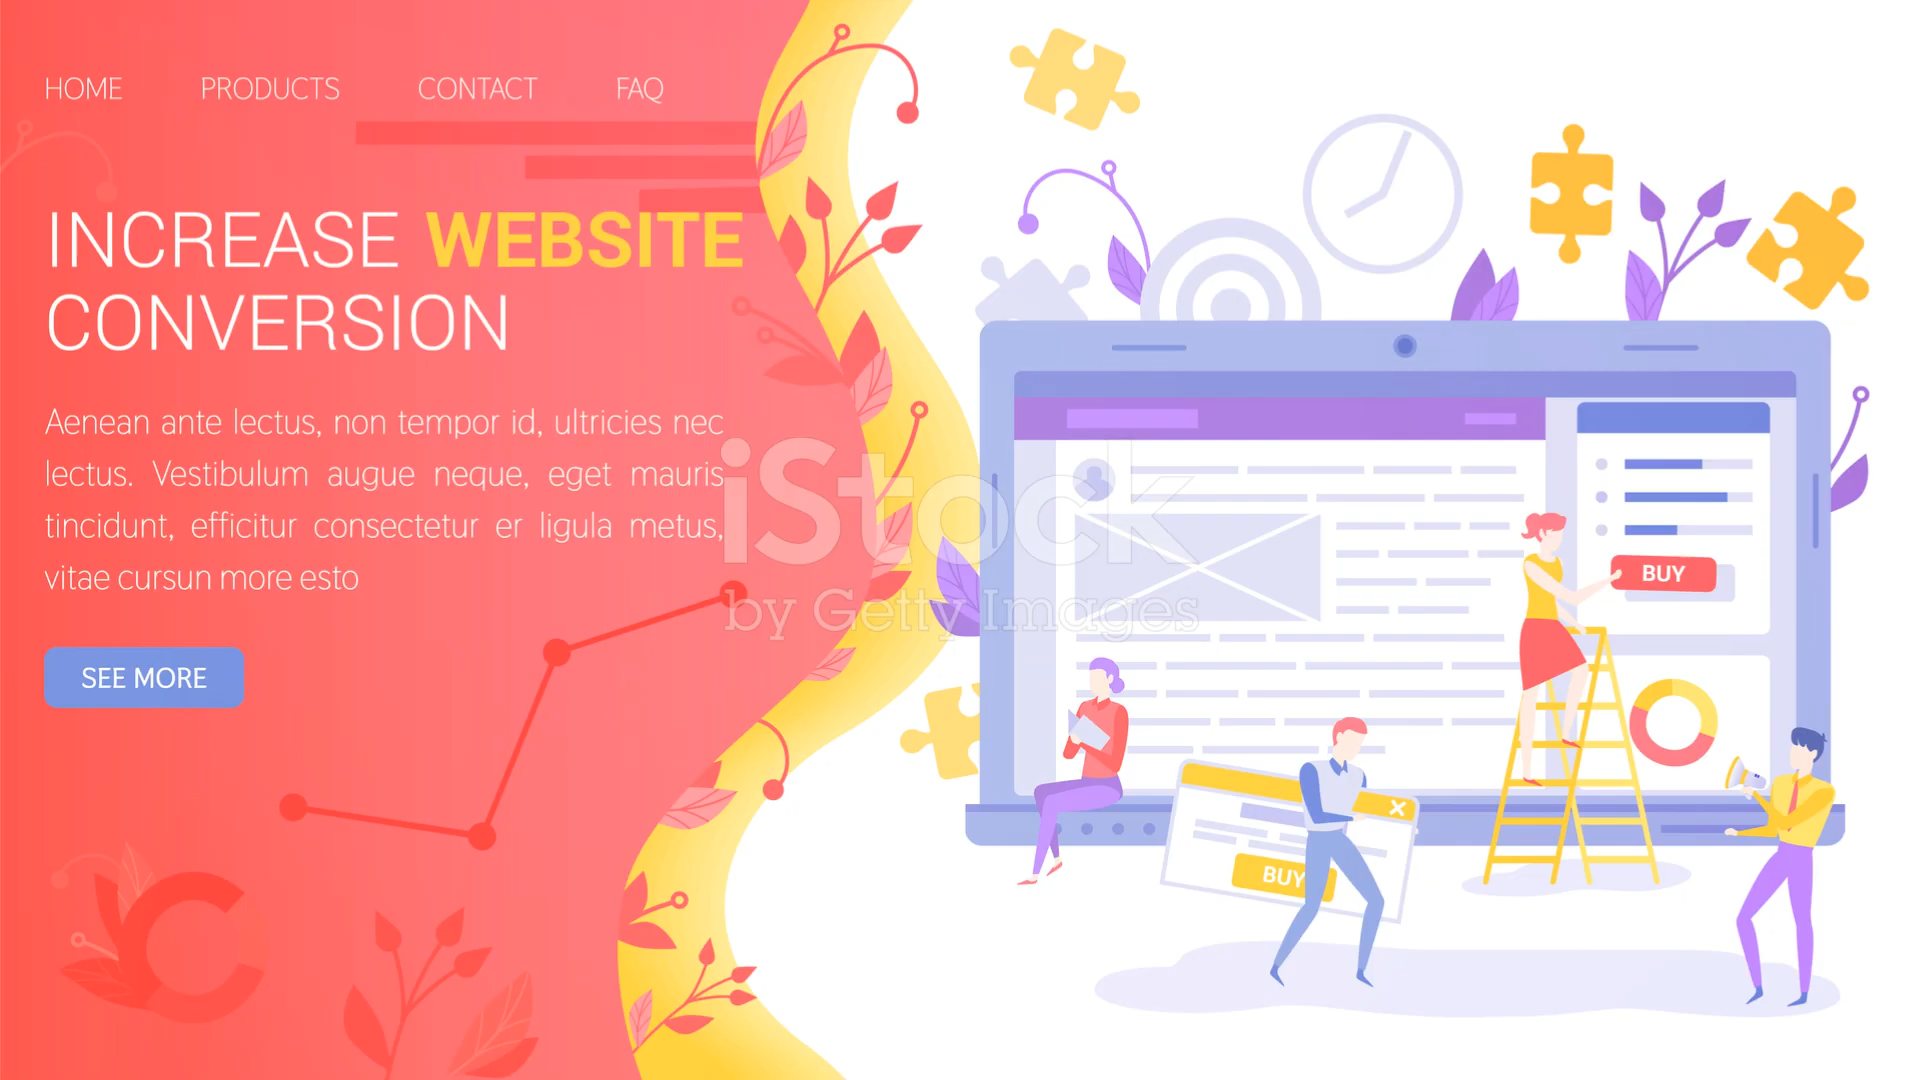 HOME PRODUCTS CONTACT FAQ
INCREASE WEBSITE
CONVERSION
Aenean ante lectus, non tempor id, ultricies nec
lectus. Vestibulum augue neque, eget mauris
tincidunt, efficitur consectetur er ligula metus,
vitae cursun more esto
SEE MORE
iStock
by Getty Images
BUY
BUY